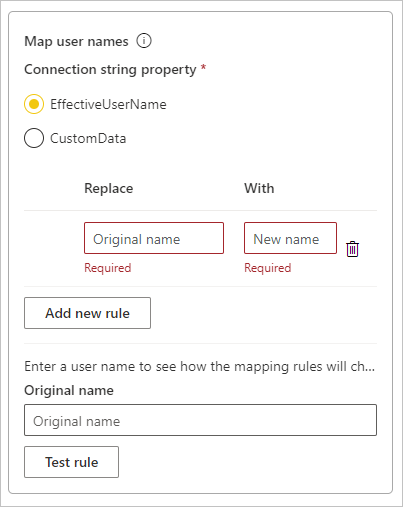 Map user names
Connection string property *
EffectiveUserName
CustomData
Replace With
Original name New name
Required Required
Add new rule
Enter a user name to see how the mapping rules will ch...
Original name
Original name
Test rule